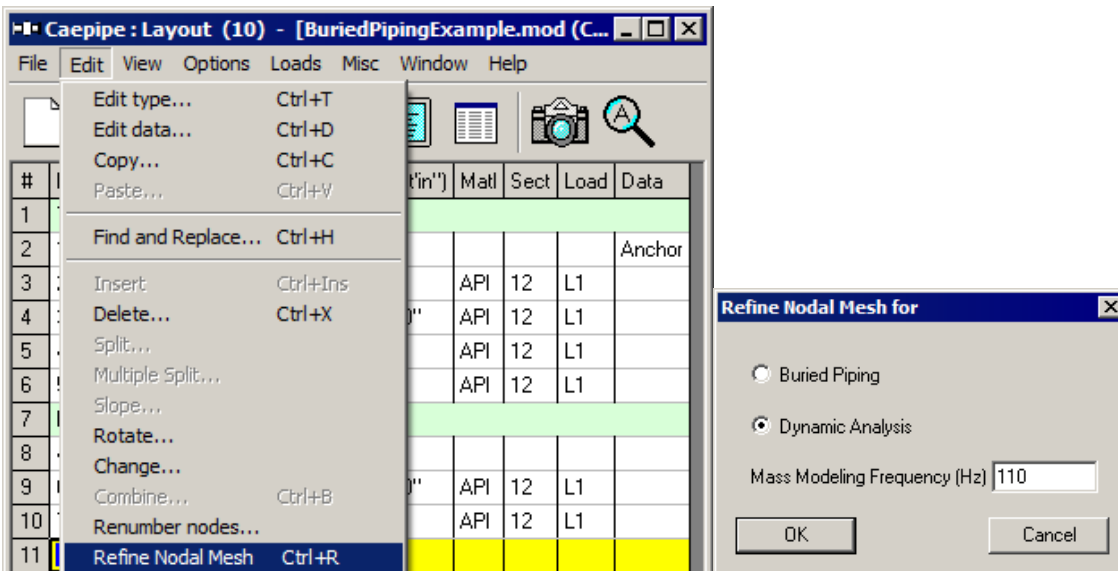 Caepipe : Layout (10) - [BuriedPipingExample.mod (C...
File Edit View Options Loads Misc Window Help
Edit type... Ctrl+T
Edit data... Ctrl+D
Copy... Ctrl+C
Paste... Ctrl+V
Find and Replace... Ctrl+H
Insert Ctrl+Ins
Delete... Ctrl+X
Split...
Multiple Split...
Slope...
Rotate...
Change...
Combine... Ctrl+B
Renumber nodes...
Refine Nodal Mesh Ctrl+R
# t'in") Matl Sect Load Data
1
2 Anchor
3 API 12 L1
4 0" API 12 L1
5 API 12 L1
6 API 12 L1
7
8
9 0" API 12 L1
10 API 12 L1
11
Refine Nodal Mesh for
Buried Piping
Dynamic Analysis
Mass Modeling Frequency (Hz) 110
OK Cancel